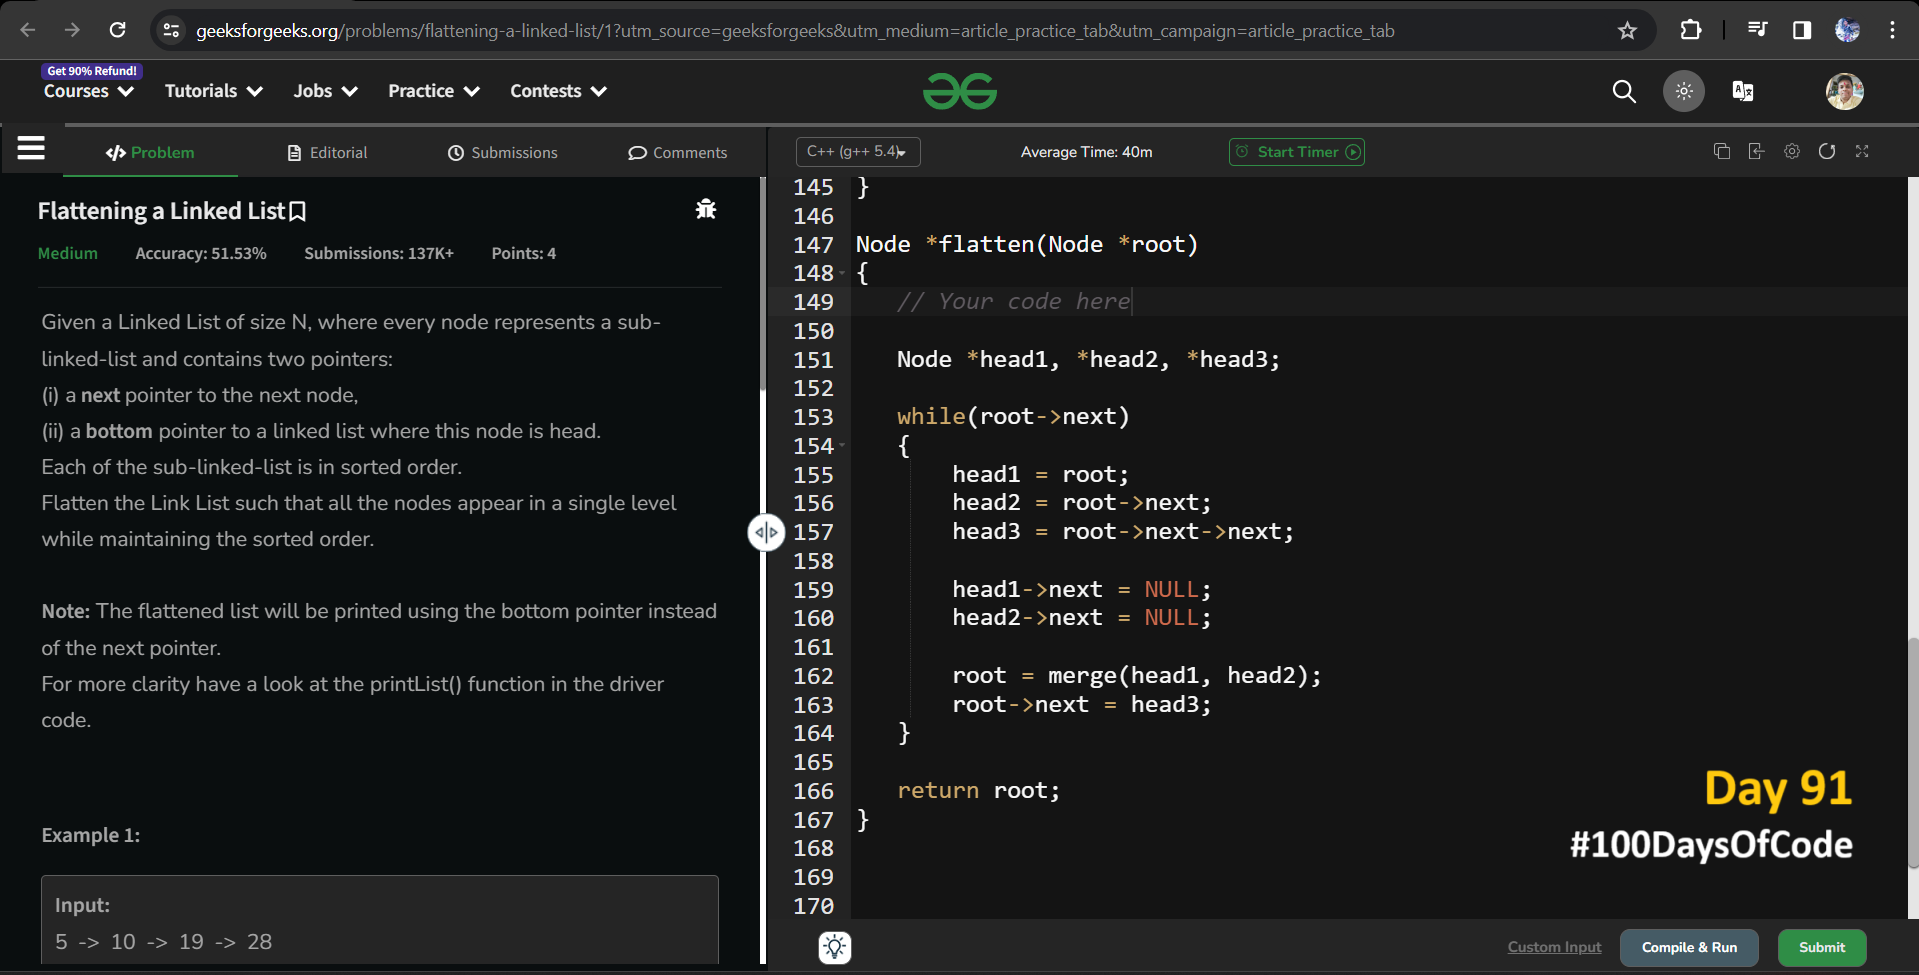 geeksforgeeks.org/problems/flattening-a-linked-list/1?utm_source=geeksforgeeks&utm_medium=article_practice_tab&utm_campaign=article_practice_tab
Get 90% Refund!
Courses Tutorials Jobs Practice Contests
Problem Editorial Submissions Comments
Flattening a Linked List
Medium Accuracy: 51.53% Submissions: 137K+ Points: 4
Given a Linked List of size N, where every node represents a sub-
linked-list and contains two pointers:
(i) a next pointer to the next node,
(ii) a bottom pointer to a linked list where this node is head.
Each of the sub-linked-list is in sorted order.
Flatten the Link List such that all the nodes appear in a single level
while maintaining the sorted order.
Note: The flattened list will be printed using the bottom pointer instead
of the next pointer.
For more clarity have a look at the printList() function in the driver
code.
Example 1:
Input:
5 -> 10 -> 19 -> 28
C++ (g++ 5.4) Average Time: 40m Start Timer
145 }
146
147 Node *flatten(Node *root)
148 {
149 // Your code here
150
151 Node *head1, *head2, *head3;
152
153 while(root->next)
154 {
155 head1 = root;
156 head2 = root->next;
157 head3 = root->next->next;
158
159 head1->next = NULL;
160 head2->next = NULL;
161
162 root = merge(head1, head2);
163 root->next = head3;
164 }
165
166 return root;
167 }
168
169
170
Day 91
#100DaysOfCode
Custom Input Compile & Run Submit